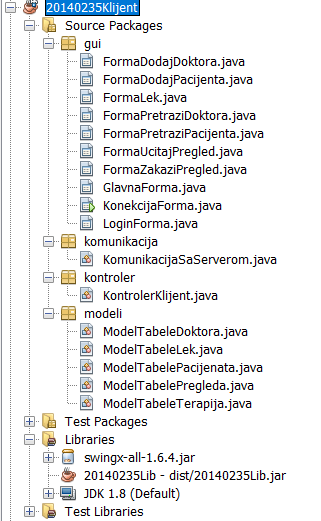 20140235Klijent
Source Packages
gui
FormaDodajDoktora.java
FormaDodajPacijenta.java
FormaLek.java
FormaPretraziDoktora.java
FormaPretraziPacijenta.java
FormaUcitajPregled.java
FormaZakaziPregled.java
GlavnaForma.java
KonekcijaForma.java
LoginForma.java
komunikacija
KomunikacijaSaServerom.java
kontroler
KontrolerKlijent.java
modeli
ModelTabeleDoktora.java
ModelTabeleLek.java
ModelTabelePacijenata.java
ModelTabelePregleda.java
ModelTabeleTerapija.java
Test Packages
Libraries
swingx-all-1.6.4.jar
20140235Lib - dist/20140235Lib.jar
JDK 1.8 (Default)
Test Libraries